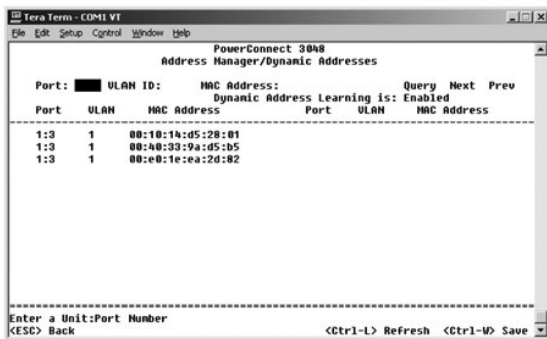 Tera Term - COM1 VT
File Edit Setup Control Window Help
PowerConnect 3048
Address Manager/Dynamic Addresses
Port: VLAN ID: MAC Address: Query Next Prev
Dynamic Address Learning is: Enabled
Port VLAN MAC Address Port VLAN MAC Address
1:3 1 00:10:14:d5:28:01
1:3 1 00:40:33:9a:d5:b5
1:3 1 00:e0:1e:ea:2d:82
Enter a Unit:Port Number
<ESC> Back <Ctrl-L> Refresh <Ctrl-W> Save